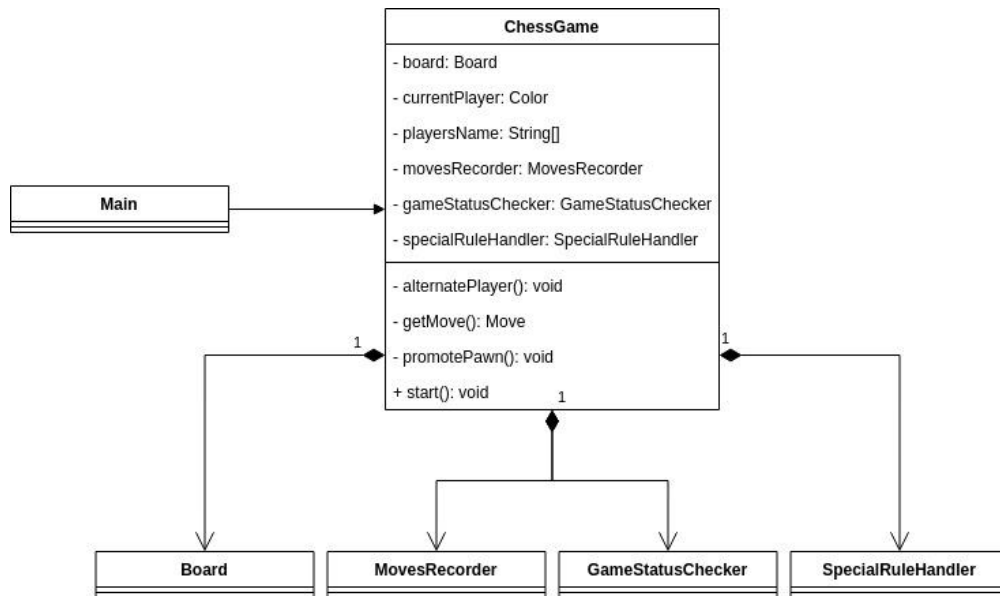 ChessGame
- board: Board
- currentPlayer: Color
- playersName: String[]
- movesRecorder: MovesRecorder
- gameStatusChecker: GameStatusChecker
- specialRuleHandler: SpecialRuleHandler
Main
- alternatePlayer(): void
- getMove(): Move
- promotePawn(): void
+ start(): void
1
1
1
Board
MovesRecorder
GameStatusChecker
SpecialRuleHandler